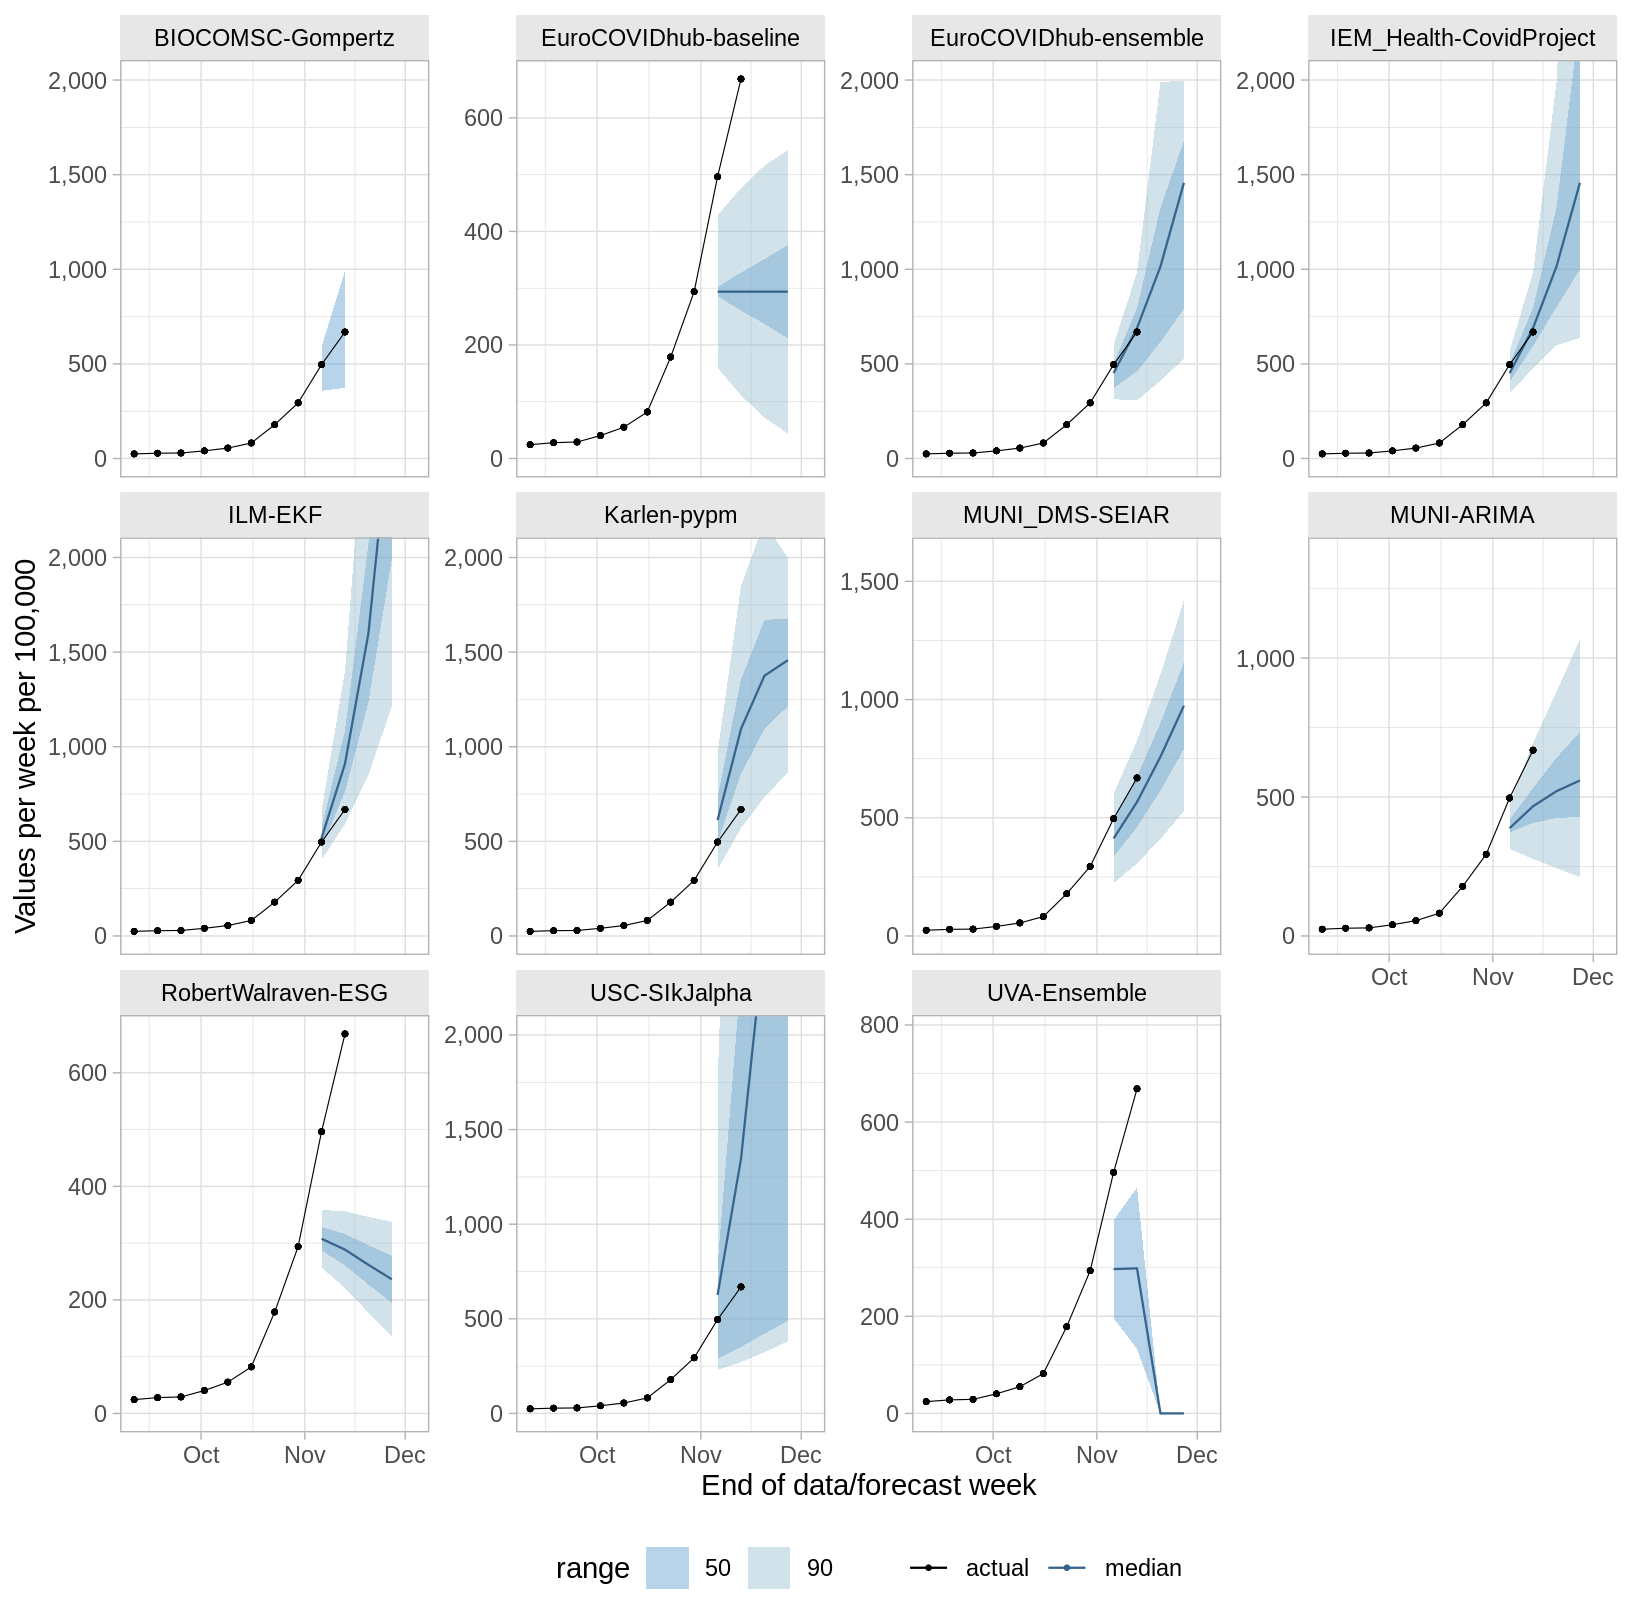 BIOCOMSC-Gompertz EuroCOVIDhub-baseline EuroCOVIDhub-ensemble IEM_Health-CovidProject
2,000 600 2,000 2,000
1,500 400 1,500 1,500
1,000 200 1,000 1,000
500 0 500 500
0 0 0
ILM-EKF Karlen-pypm MUNI_DMS-SEIAR MUNI-ARIMA
2,000 2,000 1,500 1,000
1,500 1,500 1,000 500
1,000 1,000 500 0
500 500 0
0 0
Oct Nov Dec
Values per week per 100,000
RobertWalraven-ESG USC-SIkJalpha UVA-Ensemble
600 2,000 800
400 1,500 600
200 1,000 400
0 500 200
0 0
Oct Nov Dec Oct Nov Dec Oct Nov Dec
End of data/forecast week
range 50 90 actual median